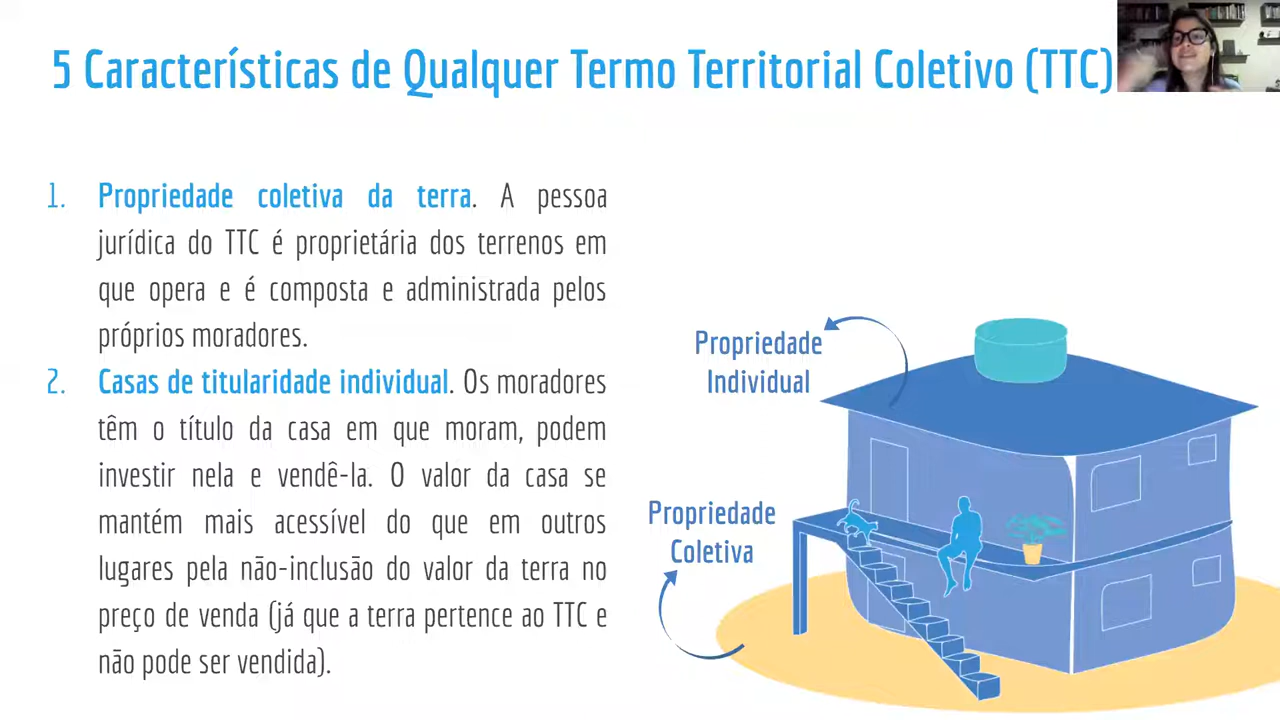 5 Características de Qualquer Termo Territorial Coletivo (TTC)
1. Propriedade coletiva da terra. A pessoa
jurídica do TTC é proprietária dos terrenos em
que opera e é composta e administrada pelos
próprios moradores.
2. Casas de titularidade individual. Os moradores
têm o título da casa em que moram, podem
investir nela e vendê-la. O valor da casa se
mantém mais acessível do que em outros
lugares pela não-inclusão do valor da terra no
preço de venda (já que a terra pertence ao TTC e
não pode ser vendida).
Propriedade
Individual
Propriedade
Coletiva